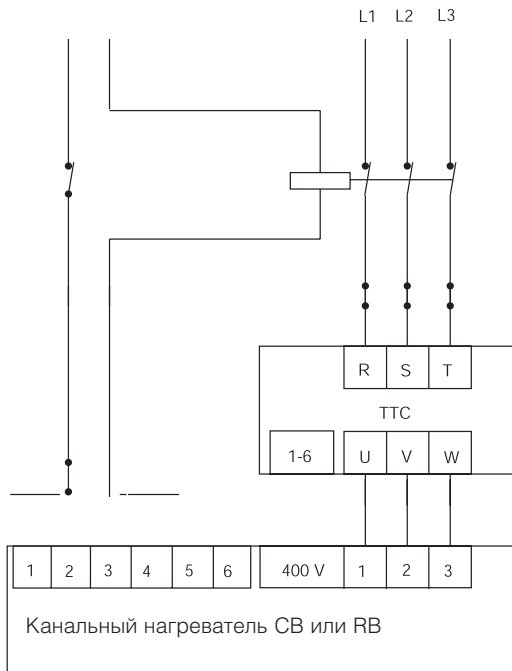 L1 L2 L3
R S T
TTC
1-6 U V W
1 2 3 4 5 6 400 V 1 2 3
Канальный нагреватель CB или RB